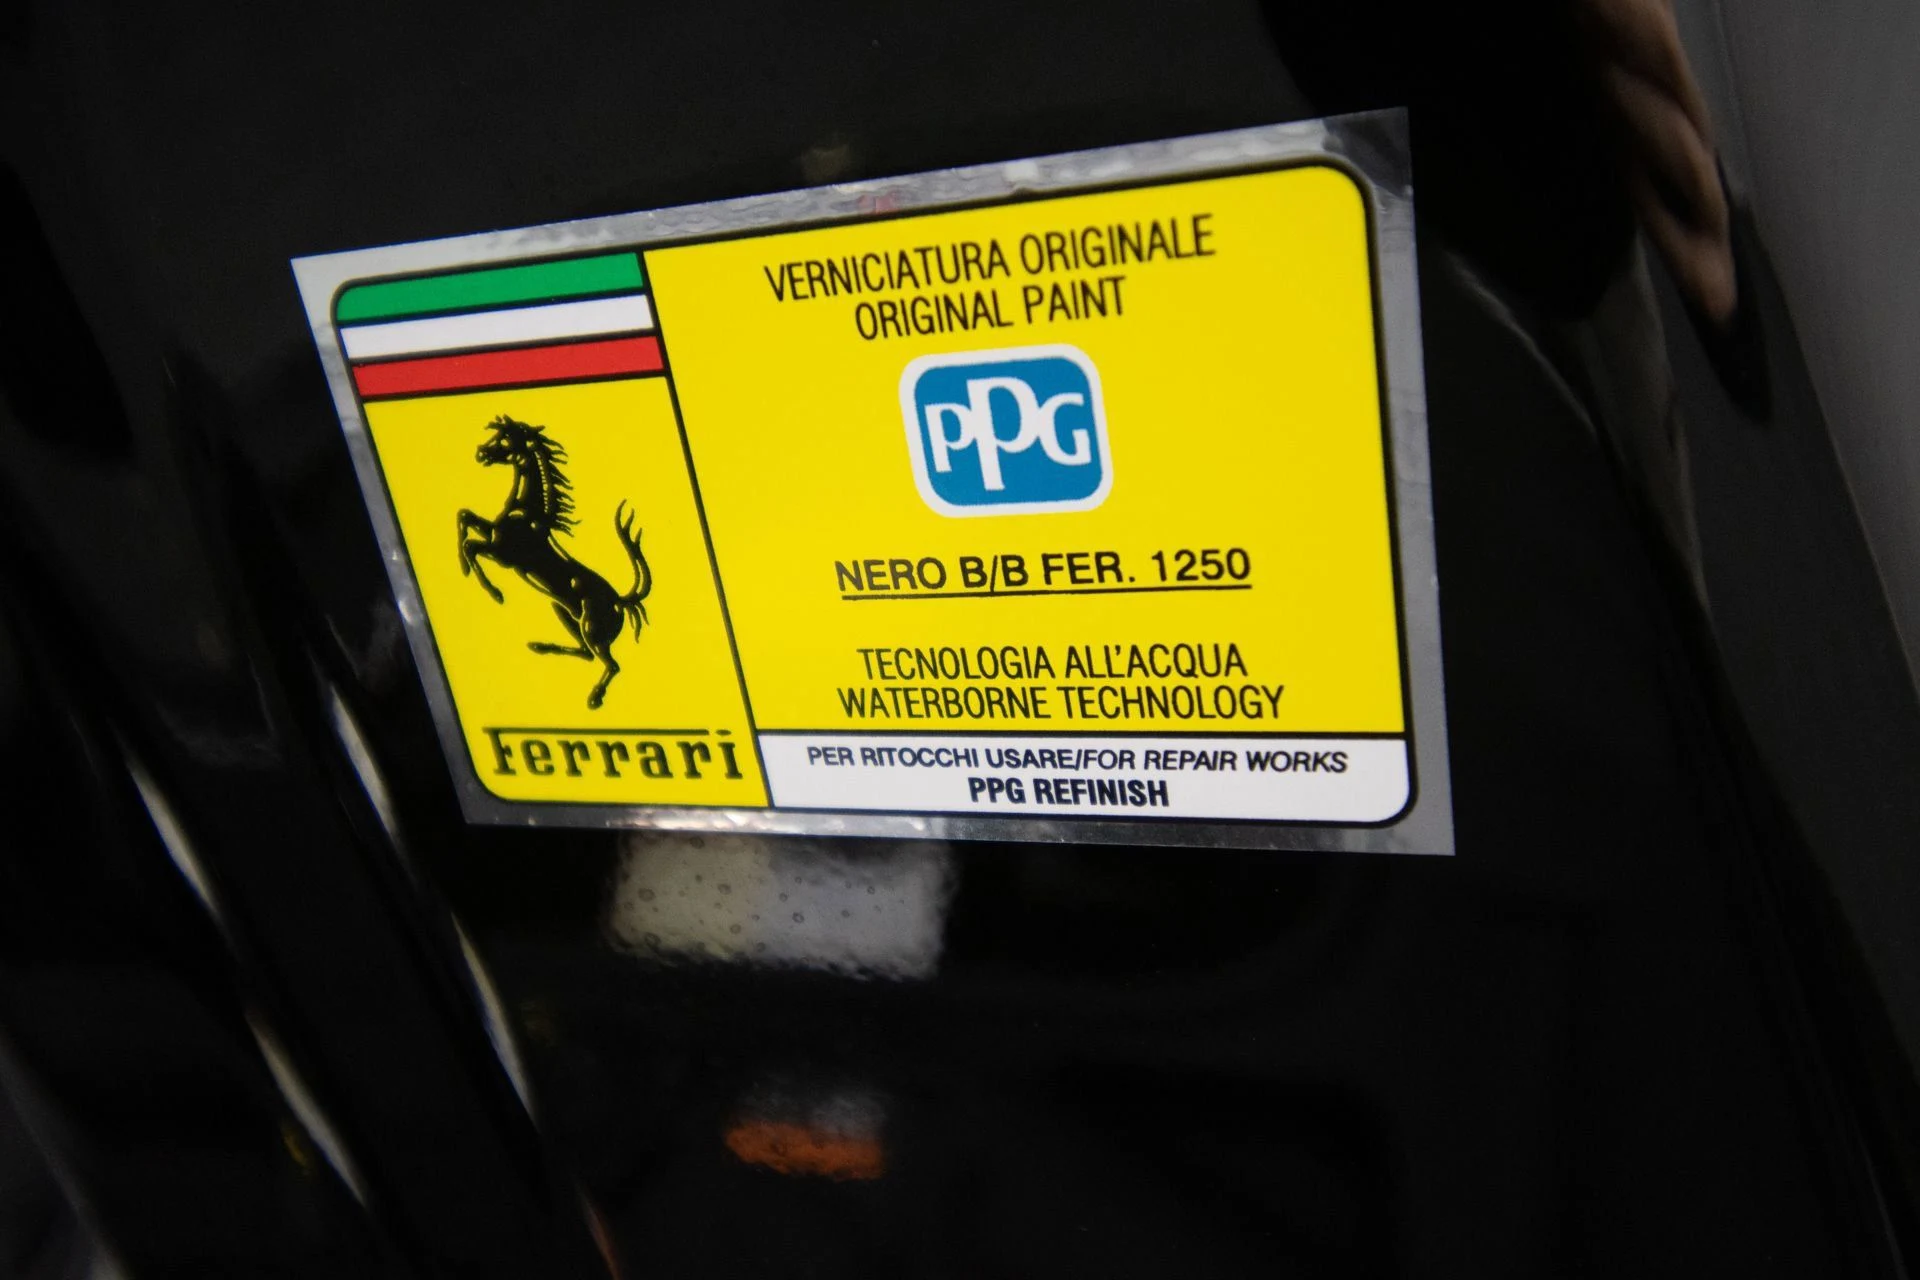 VERNICIATURA ORIGINALE
ORIGINAL PAINT
PPG
NERO B/B FER. 1250
TECNOLOGIA ALL'ACQUA
WATERBORNE TECHNOLOGY
Ferrari
PER RITOCCHI USARE/FOR REPAIR WORKS
PPG REFINISH